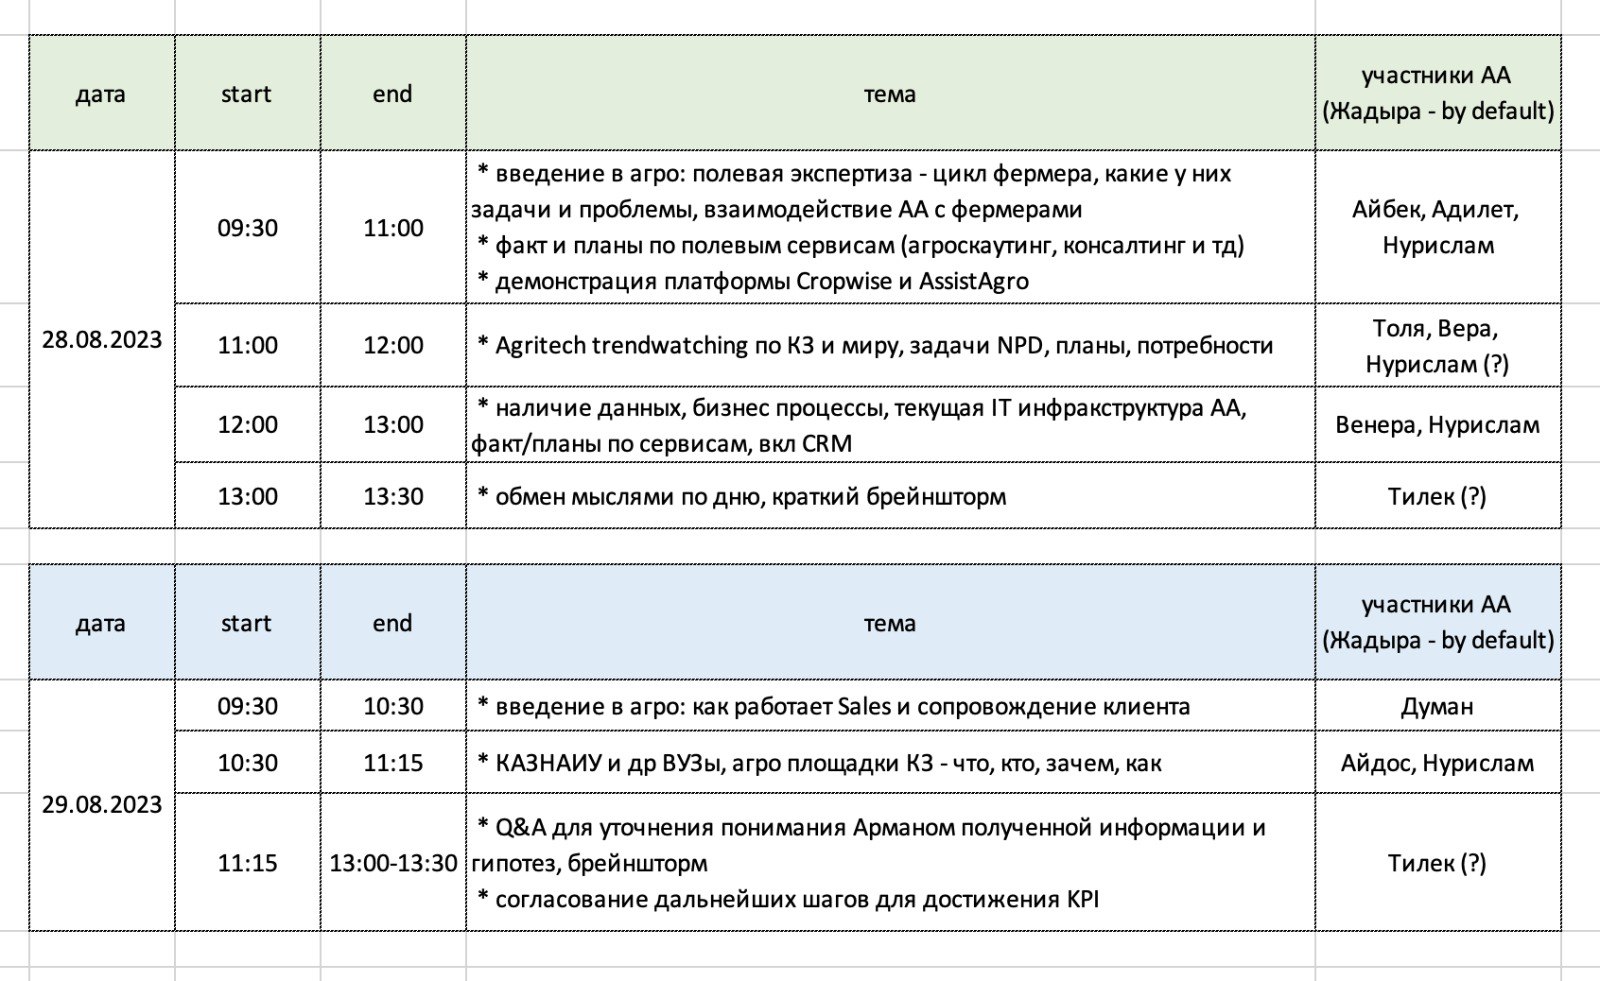 дата start end тема участники АА
(Жадыра - by default)
28.08.2023
09:30 11:00
* введение в агро: полевая экспертиза - цикл фермера, какие у них
задачи и проблемы, взаимодействие АА с фермерами
* факт и планы по полевым сервисам (агроскаутинг, консалтинг и тд)
* демонстрация платформы Cropwise и AssistAgro
Айбек, Адилет,
Нурислам
11:00 12:00 * Agritech trendwatching по КЗ и миру, задачи NPD, планы, потребности
Толя, Вера,
Нурислам (?)
12:00 13:00
* наличие данных, бизнес процессы, текущая IT инфракструктура АА,
факт/планы по сервисам, вкл CRM
Венера, Нурислам
13:00 13:30 * обмен мыслями по дню, краткий брейншторм Тилек (?)
дата start end тема участники АА
(Жадыра - by default)
29.08.2023
09:30 10:30 * введение в агро: как работает Sales и сопровождение клиента Думан
10:30 11:15 * КАЗНАИУ и др ВУЗы, агро площадки КЗ - что, кто, зачем, как Айдос, Нурислам
11:15 13:00-13:30
* Q&A для уточнения понимания Арманом полученной информации и
гипотез, брейншторм
* согласование дальнейших шагов для достижения KPI
Тилек (?)